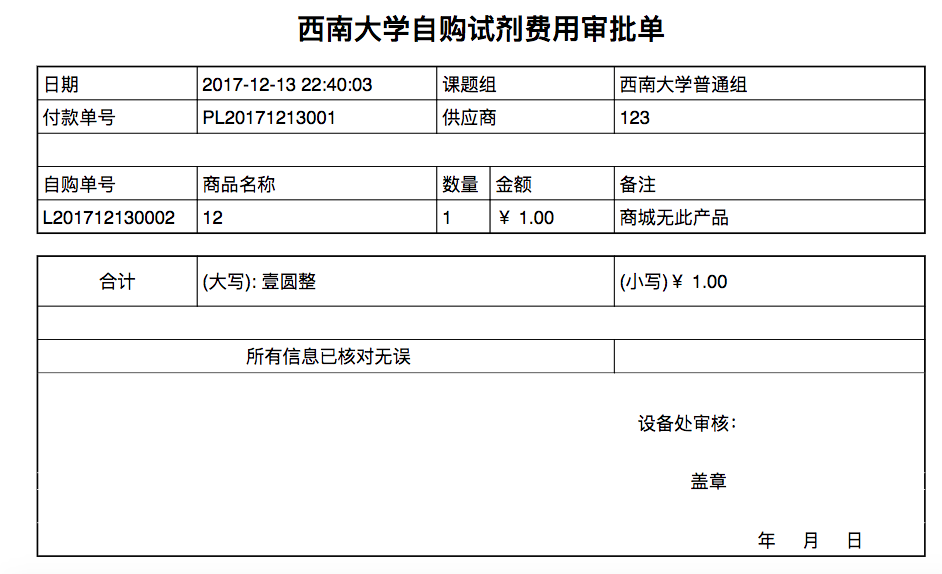 西南大学自购试剂费用审批单
日期 2017-12-13 22:40:03 课题组 西南大学普通组
付款单号 PL20171213001 供应商 123
自购单号 商品名称 数量 金额 备注
L201712130002 12 1 ￥ 1.00 商城无此产品
合计 (大写): 壹圆整 (小写)￥ 1.00
所有信息已核对无误
设备处审核：
盖章
年 月 日